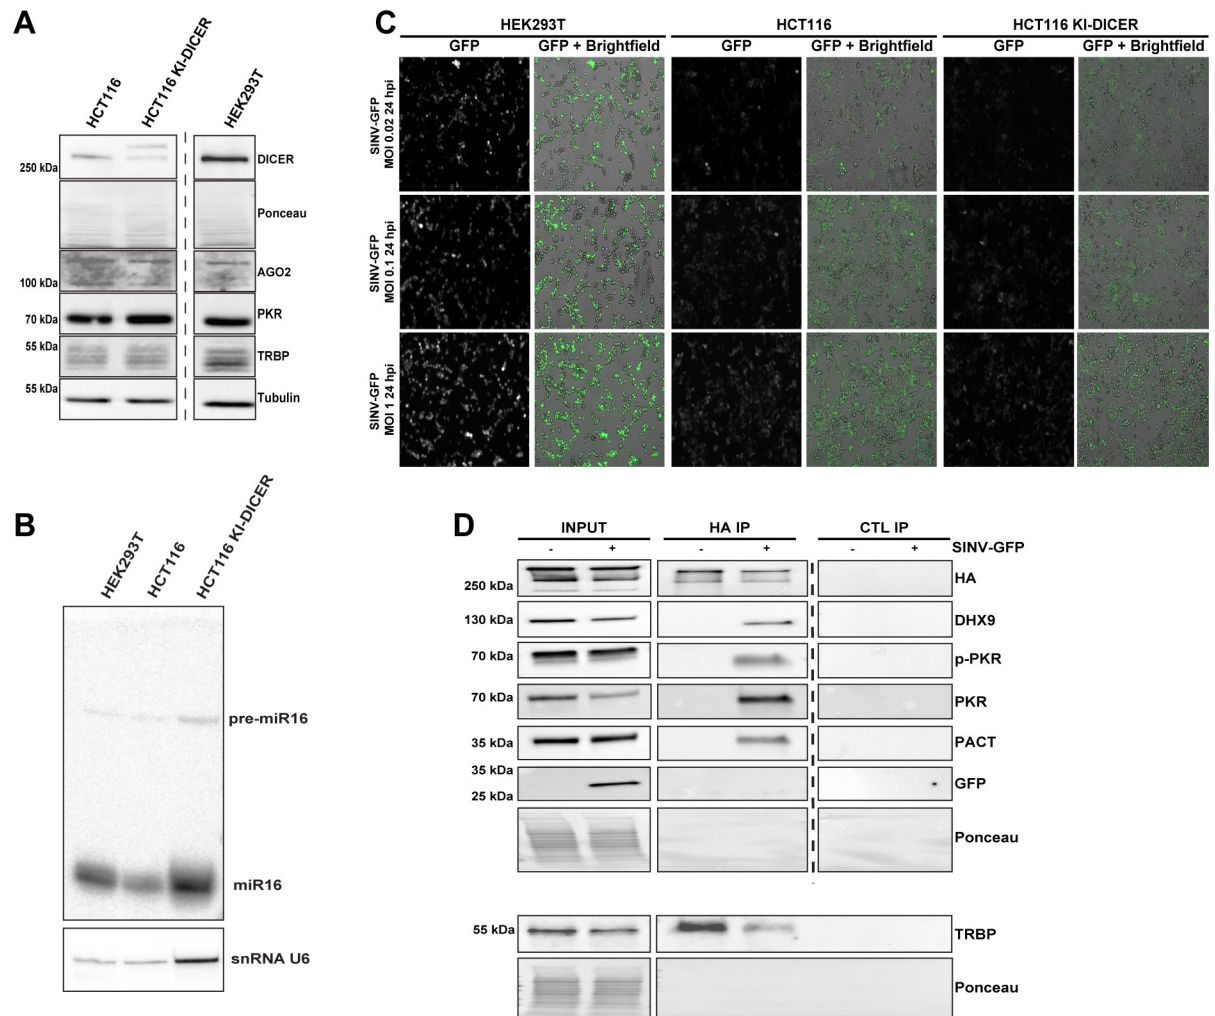 A
HCT116
HCT116 KI-DICER
HEK293T
250 kDa
DICER
Ponceau
AGO2
100 kDa
70 kDa
PKR
55 kDa
TRBP
55 kDa
Tubulin
B
HEK293T
HCT116
HCT116 KI-DICER
pre-miR16
miR16
snRNA U6
C
HEK293T
HCT116
HCT116 KI-DICER
GFP
GFP + Brightfield
GFP
GFP + Brightfield
GFP
GFP + Brightfield
SINV-GFP
MOI 0.02 24 hpi
SINV-GFP
MOI 0.1 24 hpi
SINV-GFP
MOI 1 24 hpi
D
INPUT
HA IP
CTL IP
- + - + - + SINV-GFP
250 kDa
HA
130 kDa
DHX9
70 kDa
p-PKR
70 kDa
PKR
35 kDa
PACT
35 kDa
25 kDa
GFP
Ponceau
55 kDa
TRBP
Ponceau